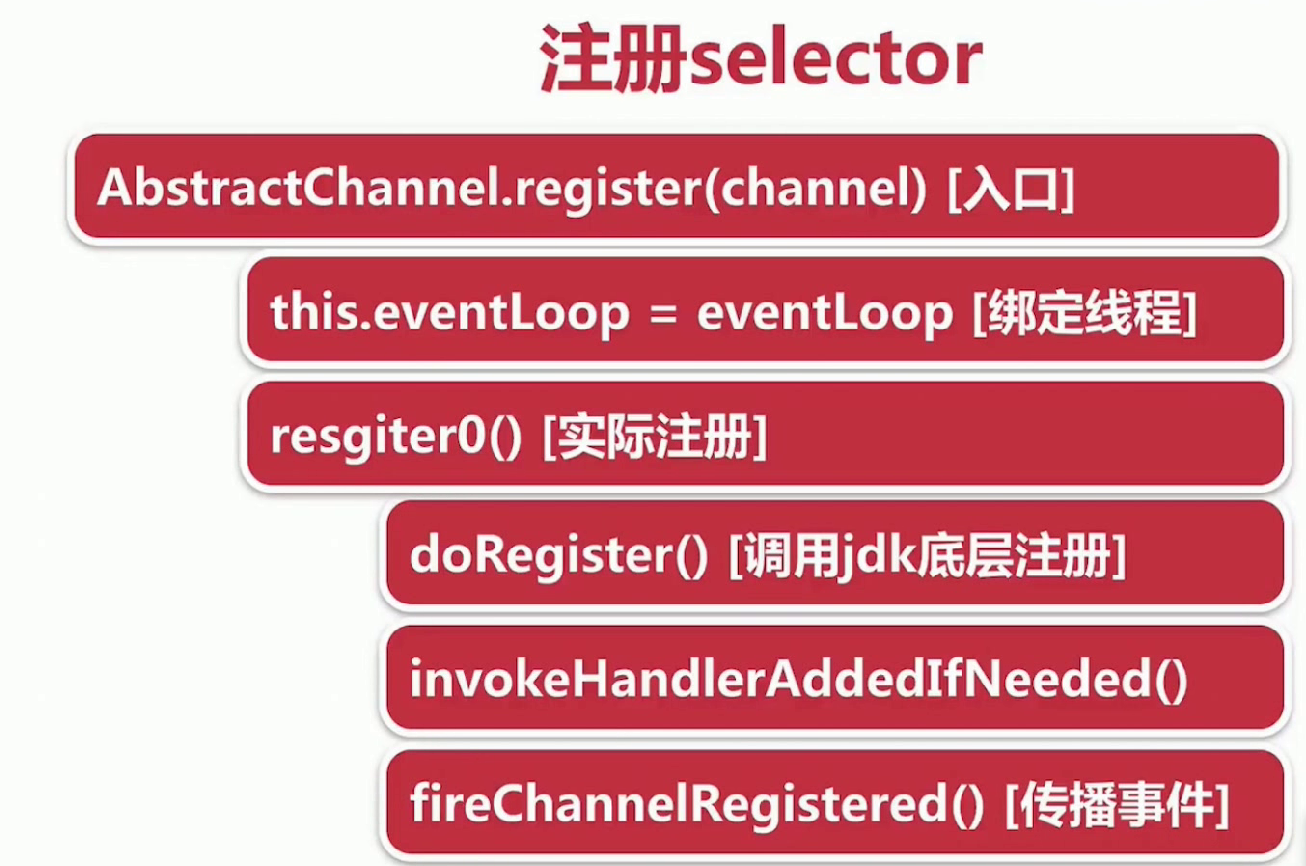 注册selector
AbstractChannel.register(channel) [入口]
this.eventLoop = eventLoop [绑定线程]
resgiter0() [实际注册]
doRegister() [调用jdk底层注册]
invokeHandlerAddedIfNeeded()
fireChannelRegistered() [传播事件]